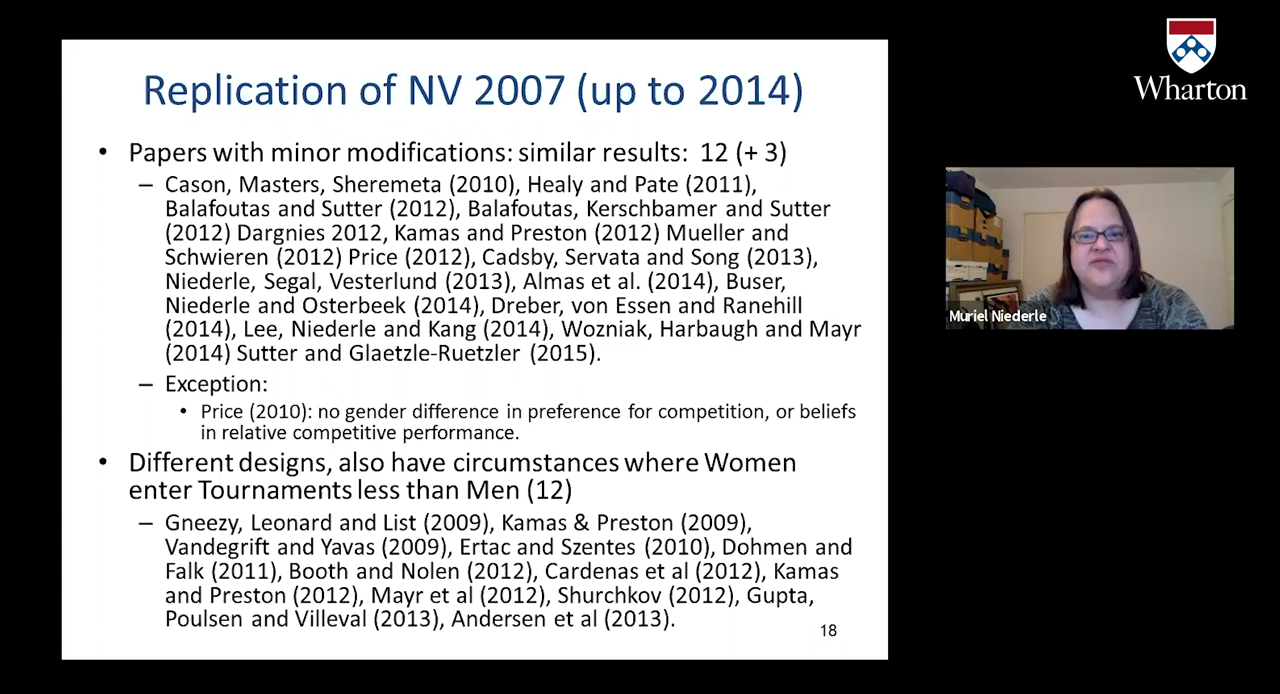 Replication of NV 2007 (up to 2014)
• Papers with minor modifications: similar results: 12 (+ 3)
– Cason, Masters, Sheremeta (2010), Healy and Pate (2011),
Balafoutas and Sutter (2012), Balafoutas, Kerschbamer and Sutter
(2012) Dargnies 2012, Kamas and Preston (2012) Mueller and
Schwieren (2012) Price (2012), Cadsby, Servata and Song (2013),
Niederle, Segal, Vesterlund (2013), Almas et al. (2014), Buser,
Niederle and Osterbeek (2014), Dreber, von Essen and Ranehill
(2014), Lee, Niederle and Kang (2014), Wozniak, Harbaugh and Mayr
(2014) Sutter and Glaetzle-Ruetzler (2015).
– Exception:
• Price (2010): no gender difference in preference for competition, or beliefs
in relative competitive performance.
• Different designs, also have circumstances where Women
enter Tournaments less than Men (12)
– Gneezy, Leonard and List (2009), Kamas & Preston (2009),
Vandegrift and Yavas (2009), Ertac and Szentes (2010), Dohmen and
Falk (2011), Booth and Nolen (2012), Cardenas et al (2012), Kamas
and Preston (2012), Mayr et al (2012), Shurchkov (2012), Gupta,
Poulsen and Villeval (2013), Andersen et al (2013).
18
Wharton
Muriel Niederle